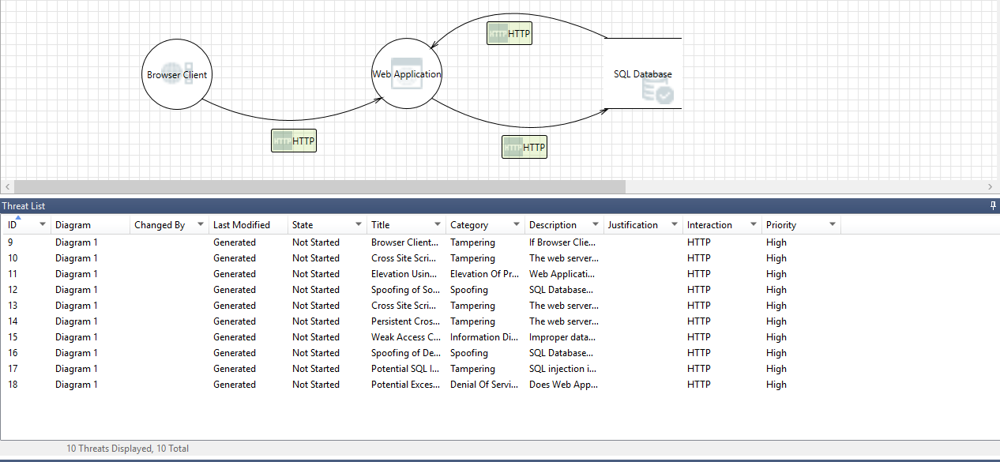 HTTP HTTP
Browser Client
Web Application
SQL Database
HTTP HTTP
HTTP HTTP
Threat List
ID Diagram Changed By Last Modified State Title Category Description Justification Interaction Priority
9 Diagram 1 Generated Not Started Browser Client... Tampering If Browser Clie... HTTP High
10 Diagram 1 Generated Not Started Cross Site Scri... Tampering The web server... HTTP High
11 Diagram 1 Generated Not Started Elevation Usin... Elevation Of Pr... Web Applicati... HTTP High
12 Diagram 1 Generated Not Started Spoofing of So... Spoofing SQL Database... HTTP High
13 Diagram 1 Generated Not Started Cross Site Scri... Tampering The web server... HTTP High
14 Diagram 1 Generated Not Started Persistent Cros... Tampering The web server... HTTP High
15 Diagram 1 Generated Not Started Weak Access C... Information Di... Improper data... HTTP High
16 Diagram 1 Generated Not Started Spoofing of De... Spoofing SQL Database... HTTP High
17 Diagram 1 Generated Not Started Potential SQL I... Tampering SQL injection i... HTTP High
18 Diagram 1 Generated Not Started Potential Exces... Denial Of Servi... Does Web App... HTTP High
10 Threats Displayed, 10 Total